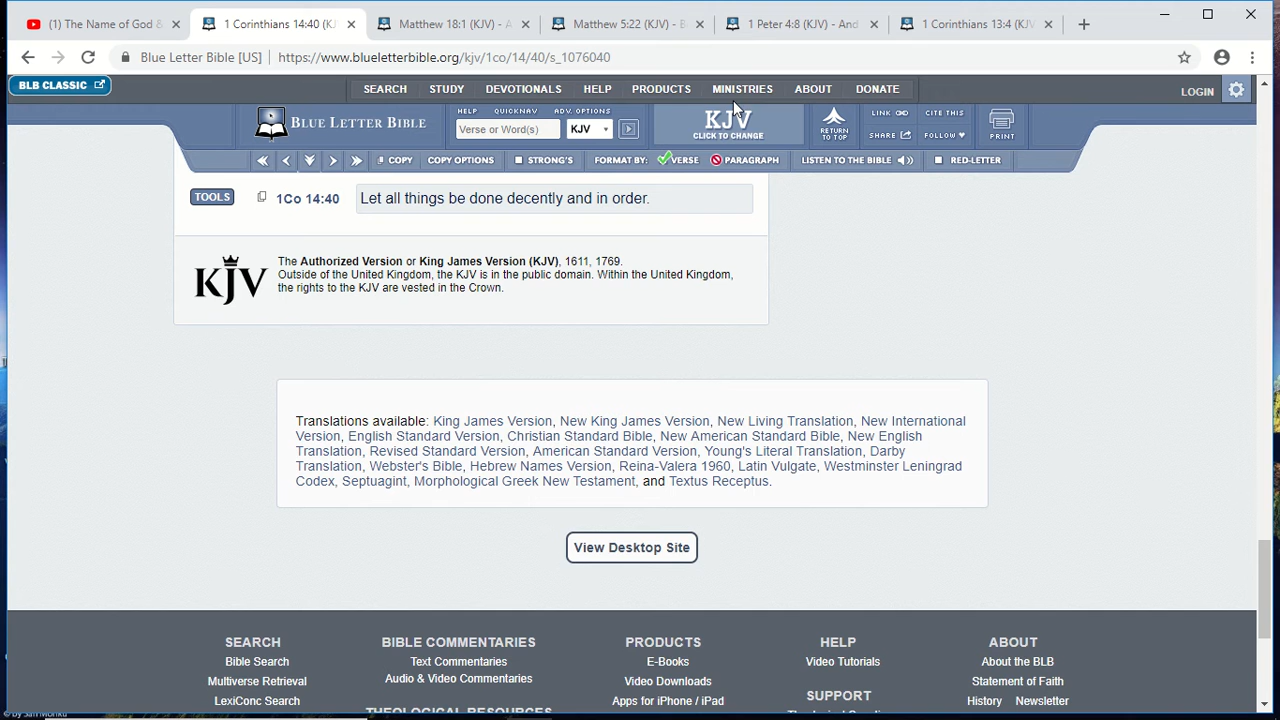 (1) The Name of God &
1 Corinthians 14:40 (KJV)
Matthew 18:15 (KJV) - A
Matthew 5:22 (KJV) - B
1 Peter 4:8 (KJV) - And
1 Corinthians 13:4 (KJV)
Blue Letter Bible [US] https://www.blueletterbible.org/kjv/1co/14/40/s_1076040
BLB CLASSIC
SEARCH STUDY DEVOTIONALS HELP PRODUCTS MINISTRIES ABOUT DONATE
LOGIN
BLUE LETTER BIBLE
HELP QUICKNAV ADV. OPTIONS
Verse or Word(s) KJV
KJV
CLICK TO CHANGE
RETURN
TO TOP
LINK CITE THIS
SHARE FOLLOW
PRINT
COPY COPY OPTIONS STRONG'S FORMAT BY: VERSE PARAGRAPH LISTEN TO THE BIBLE RED-LETTER
TOOLS 1Co 14:40 Let all things be done decently and in order.
KJV
The Authorized Version or King James Version (KJV), 1611, 1769.
Outside of the United Kingdom, the KJV is in the public domain. Within the United Kingdom,
the rights to the KJV are vested in the Crown.
Translations available: King James Version, New King James Version, New Living Translation, New International
Version, English Standard Version, Christian Standard Bible, New American Standard Bible, New English
Translation, Revised Standard Version, American Standard Version, Young's Literal Translation, Darby
Translation, Webster's Bible, Hebrew Names Version, Reina-Valera 1960, Latin Vulgate, Westminster Leningrad
Codex, Septuagint, Morphological Greek New Testament, and Textus Receptus.
View Desktop Site
SEARCH
Bible Search
Multiverse Retrieval
LexiConc Search
BIBLE COMMENTARIES
Text Commentaries
Audio & Video Commentaries
THEOLOGICAL RESOURCES
PRODUCTS
E-Books
Video Downloads
Apps for iPhone / iPad
HELP
Video Tutorials
SUPPORT
ABOUT
About the BLB
Statement of Faith
History Newsletter